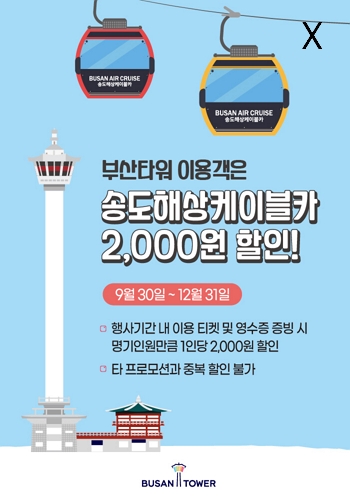 X
BUSAN AIR CRUISE
송도해상케이블카
BUSAN AIR CRUISE
송도해상케이블카
부산타워 이용객은
송도해상케이블카
2,000원 할인!
9월 30일 ~ 12월 31일
행사기간 내 이용 티켓 및 영수증 증빙 시
명기인원만큼 1인당 2,000원 할인
타 프로모션과 중복 할인 불가
BUSAN TOWER